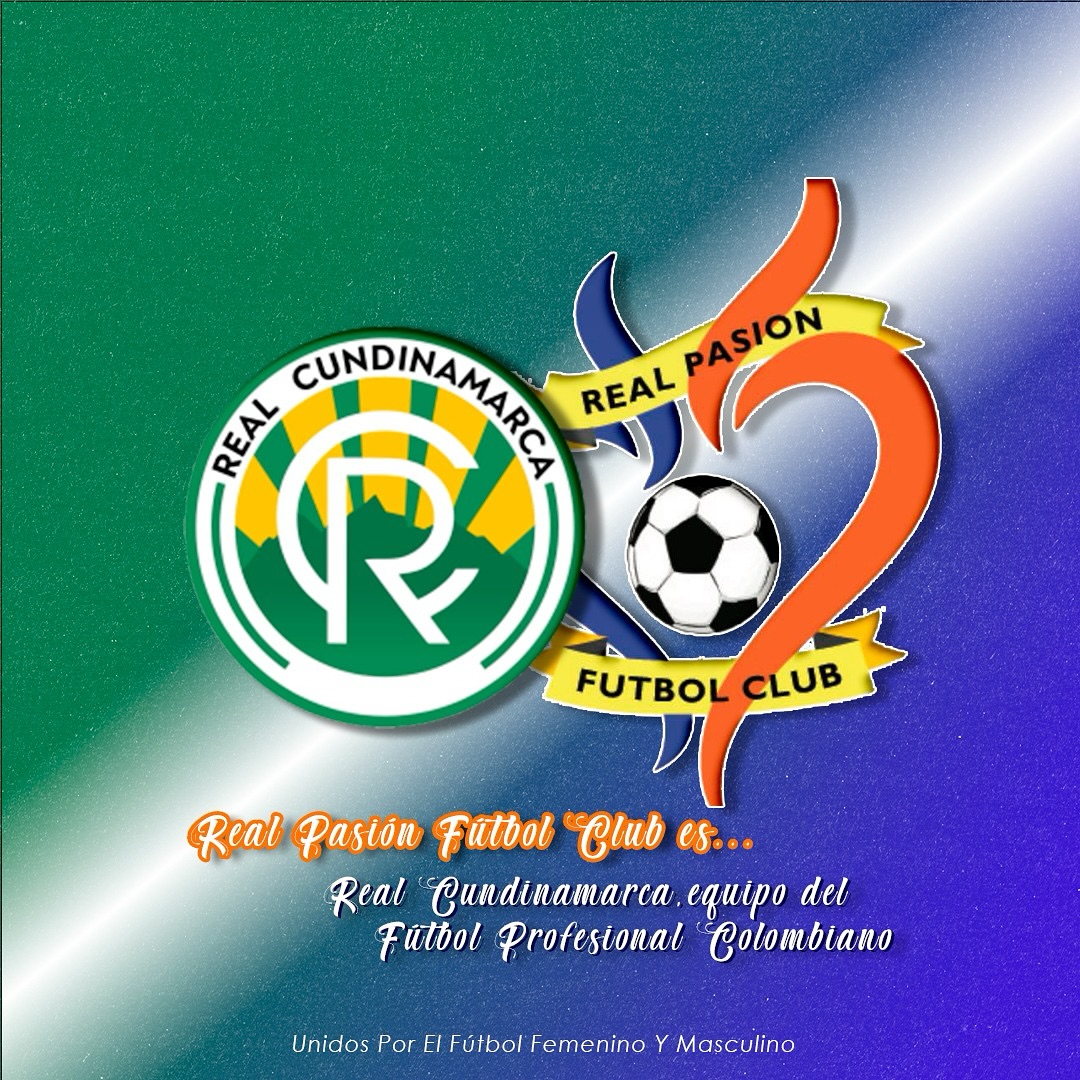 REAL CUNDINAMARCA
CR
REAL PASION
FUTBOL CLUB
Real Pasión Fútbol Club es...
Real Cundinamarca, equipo del
Fútbol Profesional Colombiano
Unidos Por El Fútbol Femenino Y Masculino